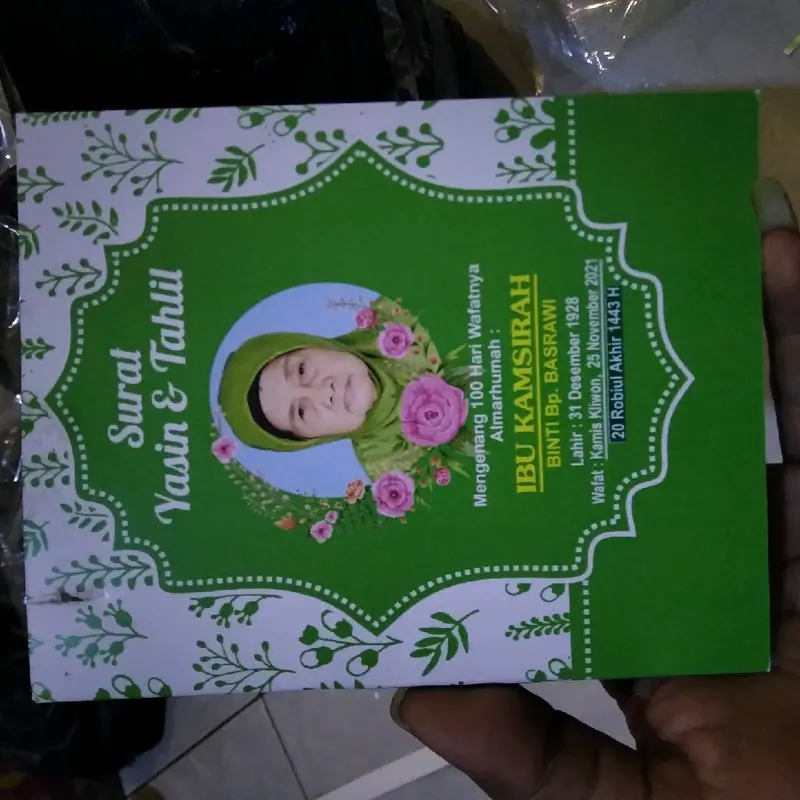 Surat
Yasin & Tahlil
Mengenang 100 Hari Wafatnya
Almarhumah :
IBU KAMSIRAH
BINTI Bp. BASRAWI
Lahir : 31 Desember 1928
Wafat : Kamis Kliwon, 25 November 2021
20 Robiul Akhir 1443 H